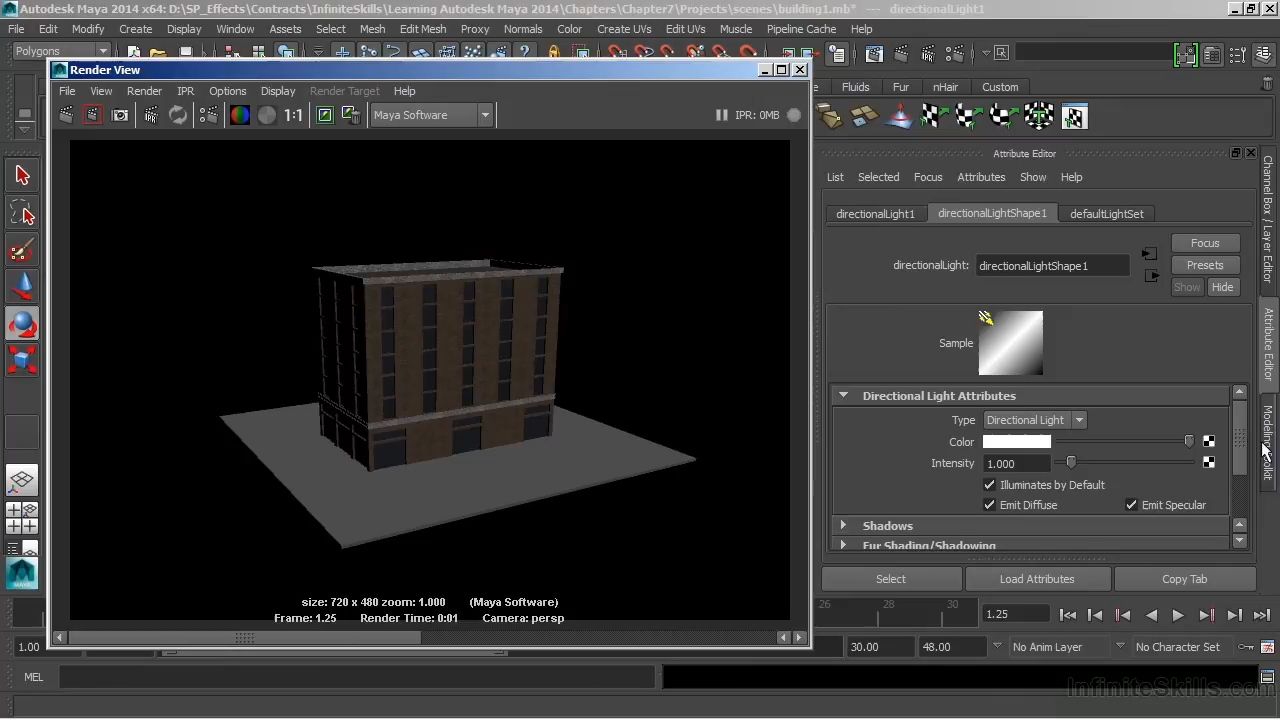 Autodesk Maya 2014 x64: D:\SP_Effects\Contracts\InfiniteSkills\Learning Autodesk Maya 2014\Chapters\Chapter7\Projects\scenes\building1.mb* --- directionalLight1
File Edit Modify Create Display Window Assets Select Mesh Edit Mesh Proxy Normals Color Create UVs Edit UVs Muscle Pipeline Cache Help
Polygons
Render View
File View Render IPR Options Display Render Target Help
1:1 Maya Software IPR: 0MB
Fluids Fur nHair Custom
Attribute Editor
List Selected Focus Attributes Show Help
directionalLight1 directionalLightShape1 defaultLightSet
Focus
directionalLight: directionalLightShape1
Presets
Show Hide
Sample
Directional Light Attributes
Type Directional Light
Color
Intensity 1.000
Illuminates by Default
Emit Diffuse Emit Specular
Shadows
Fur Shading/Shadowing
Select Load Attributes Copy Tab
Channel Box / Layer Editor
Attribute Editor
size: 720 x 480 zoom: 1.000 (Maya Software)
Frame: 1.25 Render Time: 0:01 Camera: persp
26 28 30 1.25
1.00 30.00 48.00 No Anim Layer No Character Set
MEL
MAYA
InfiniteSkills.com